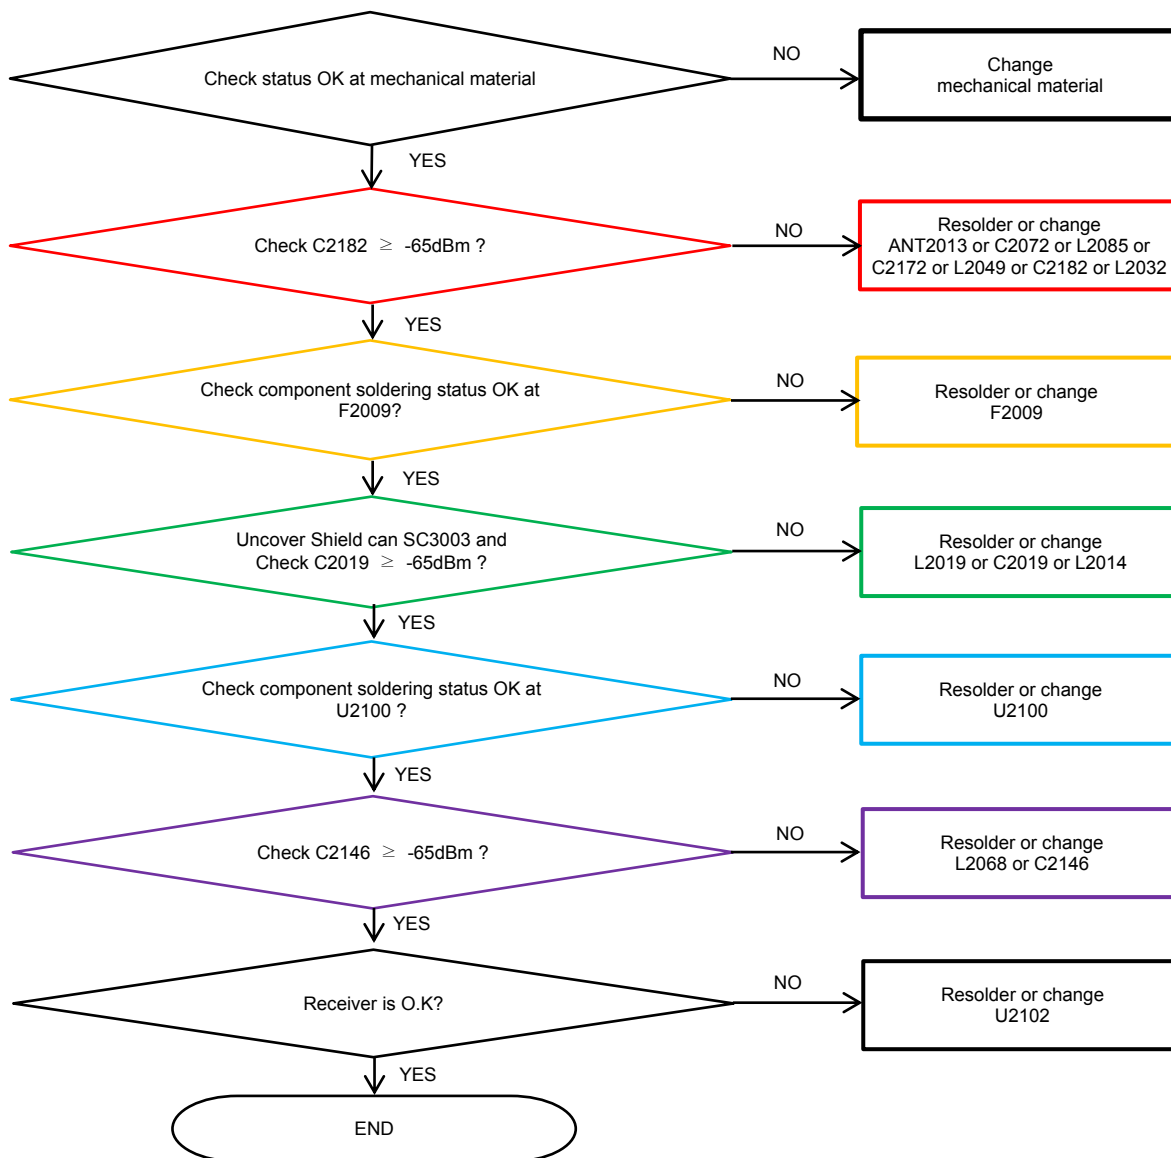 Check status OK at mechanical material
NO
Change
mechanical material
YES
Check C2182 ≥ -65dBm ?
NO
Resolder or change
ANT2013 or C2072 or L2085 or
C2172 or L2049 or C2182 or L2032
YES
Check component soldering status OK at
F2009?
NO
Resolder or change
F2009
YES
Uncover Shield can SC3003 and
Check C2019 ≥ -65dBm ?
NO
Resolder or change
L2019 or C2019 or L2014
YES
Check component soldering status OK at
U2100 ?
NO
Resolder or change
U2100
YES
Check C2146 ≥ -65dBm ?
NO
Resolder or change
L2068 or C2146
YES
Receiver is O.K?
NO
Resolder or change
U2102
YES
END